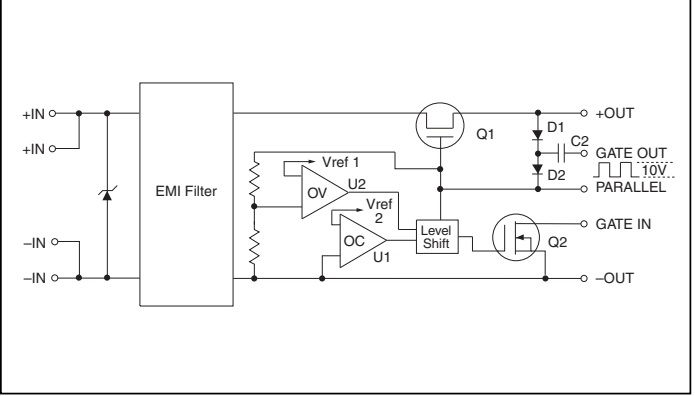 +IN
+OUT
Q1
D1
C2
+IN
GATE OUT
10V
Vref 1
D2
EMI Filter
OV
U2
PARALLEL
Vref
2
GATE IN
–IN
OC
Level
Shift
Q2
U1
–IN
–OUT